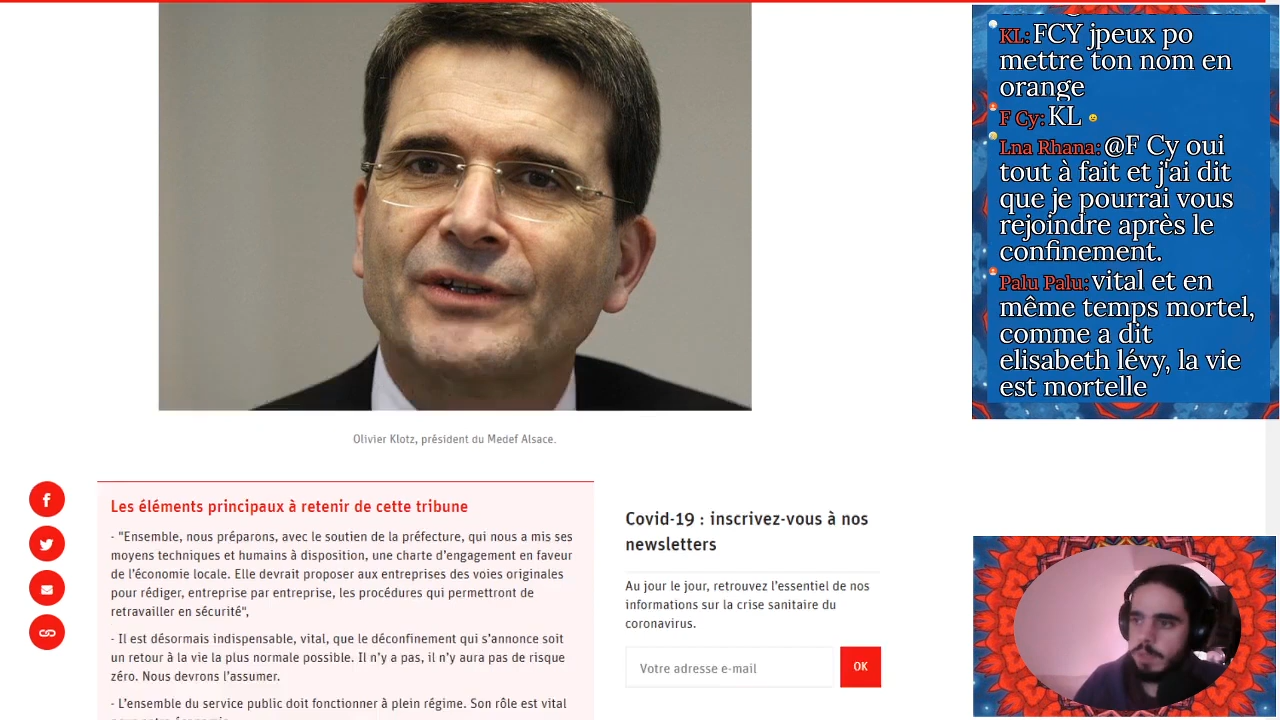 Olivier Klotz, président du Medef Alsace.
Les éléments principaux à retenir de cette tribune
- "Ensemble, nous préparons, avec le soutien de la préfecture, qui nous a mis ses
moyens techniques et humains à disposition, une charte d'engagement en faveur
de l'économie locale. Elle devrait proposer aux entreprises des voies originales
pour rédiger, entreprise par entreprise, les procédures qui permettront de
retravailler en sécurité",
- Il est désormais indispensable, vital, que le déconfinement qui s'annonce soit
un retour à la vie la plus normale possible. Il n'y a pas, il n'y aura pas de risque
zéro. Nous devrons l'assumer.
- L'ensemble du service public doit fonctionner à plein régime. Son rôle est vital
Covid-19 : inscrivez-vous à nos
newsletters
Au jour le jour, retrouvez l'essentiel de nos
informations sur la crise sanitaire du
coronavirus.
Votre adresse e-mail
OK
KL: FCY jpeux po
mettre ton nom en
orange
F Cy: KL
Lna Rhana: @F Cy oui
tout à fait et j'ai dit
que je pourrai vous
rejoindre après le
confinement.
Palu Palu: vital et en
même temps mortel,
comme a dit
elisabeth lévy, la vie
est mortelle